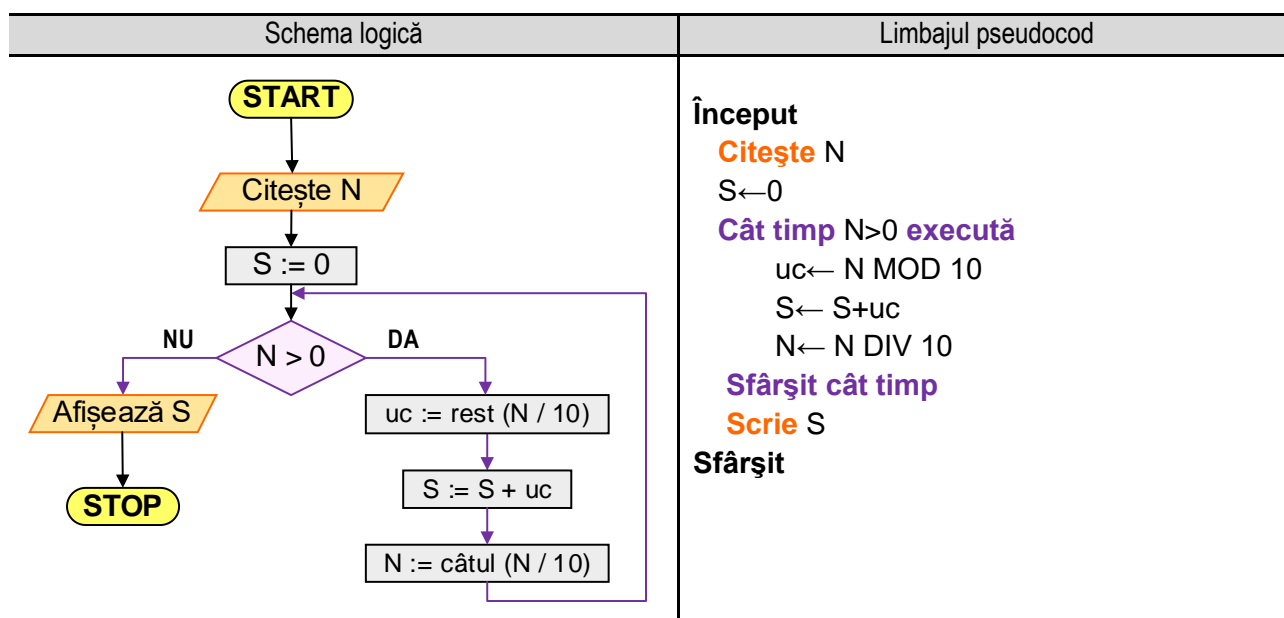 Schema logică
Limbajul pseudocod
START
Citește N
S := 0
NU
N > 0
DA
Afișează S
uc := rest (N / 10)
S := S + uc
STOP
N := câtul (N / 10)
Început
Citeşte N
S←0
Cât timp N>0 execută
uc← N MOD 10
S← S+uc
N← N DIV 10
Sfârşit cât timp
Scrie S
Sfârşit